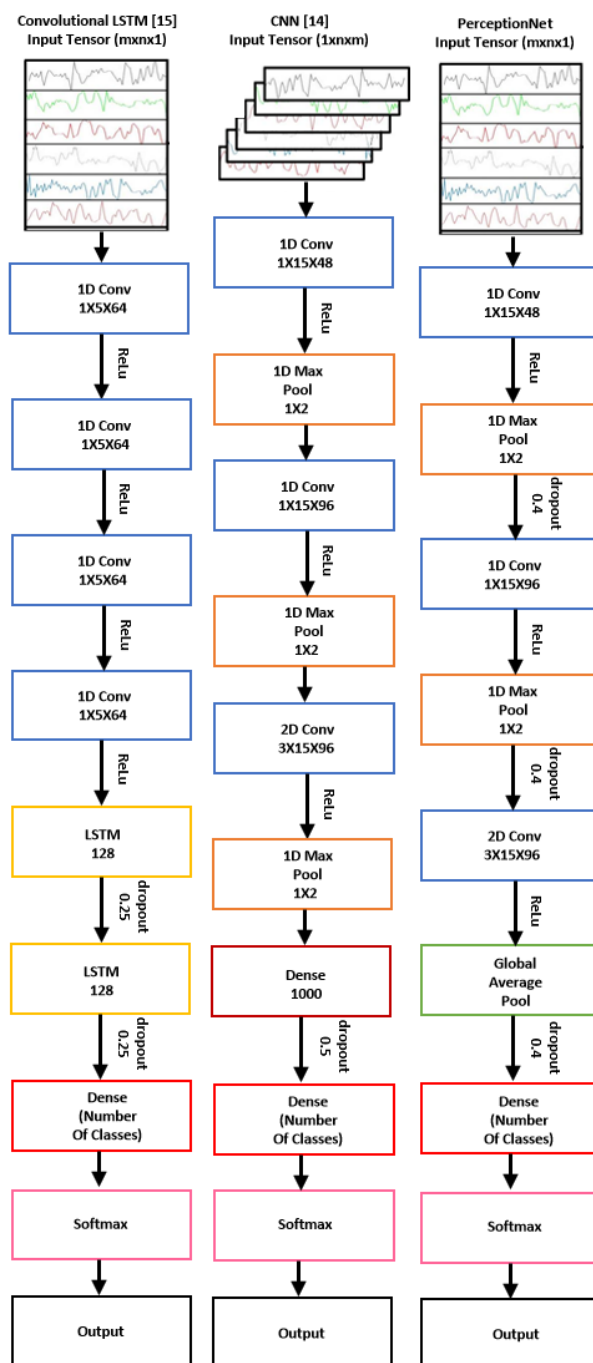 Convolutional LSTM [15]
Input Tensor (mxnx1)
1D Conv
1X5X64
ReLu
1D Conv
1X5X64
ReLu
1D Conv
1X5X64
ReLu
1D Conv
1X5X64
ReLu
LSTM
128
dropout
0.25
LSTM
128
dropout
0.25
Dense
(Number
Of Classes)
Softmax
Output
CNN [14]
Input Tensor (1xnxm)
1D Conv
1X15X48
ReLu
1D Max
Pool
1X2
1D Conv
1X15X96
ReLu
1D Max
Pool
1X2
2D Conv
3X15X96
ReLu
1D Max
Pool
1X2
Dense
1000
dropout
0.5
Dense
(Number
Of Classes)
Softmax
Output
PerceptionNet
Input Tensor (mxnx1)
1D Conv
1X15X48
ReLu
1D Max
Pool
1X2
dropout
0.4
1D Conv
1X15X96
ReLu
1D Max
Pool
1X2
dropout
0.4
2D Conv
3X15X96
ReLu
Global
Average
Pool
dropout
0.4
Dense
(Number
Of Classes)
Softmax
Output